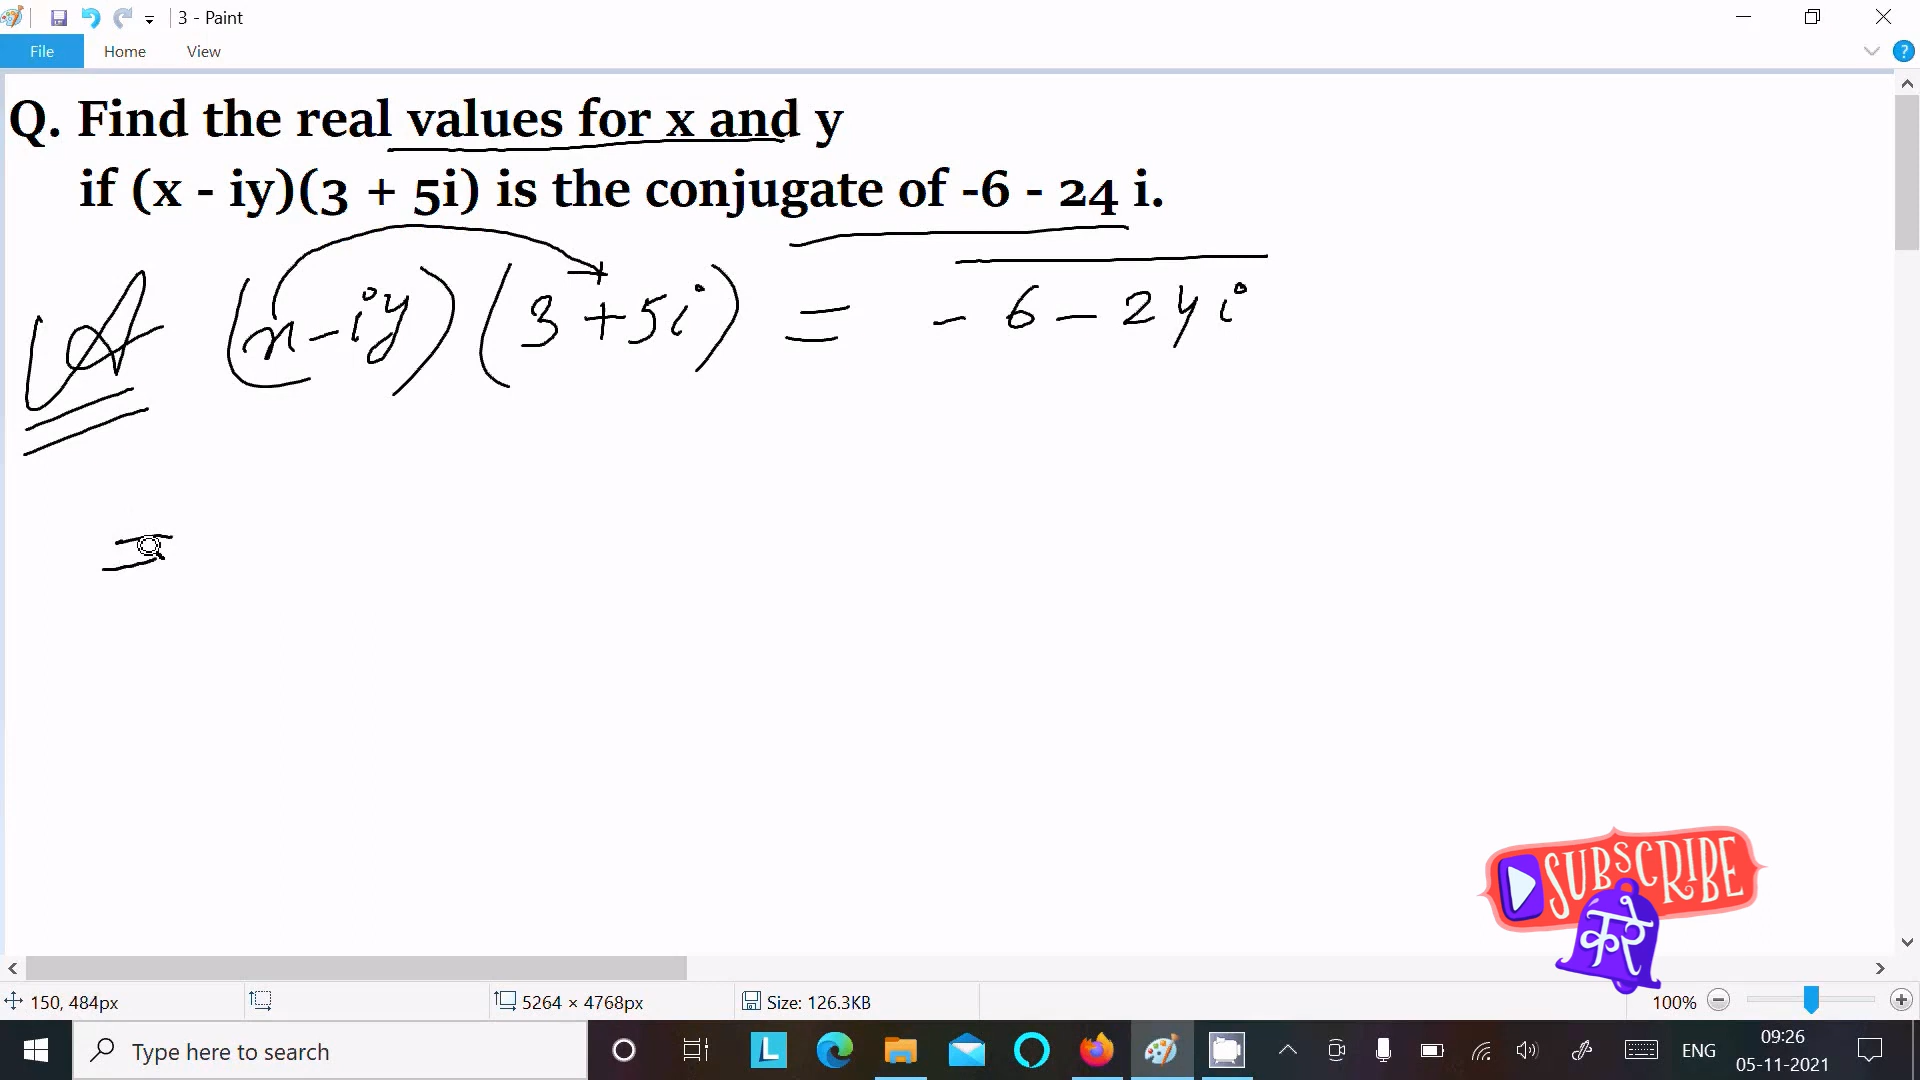 3 - Paint
File Home View
Q. Find the real values for x and y
if (x - iy)(3 + 5i) is the conjugate of -6 - 24 i.
(x - iy) (3 + 5i) = - 6 - 24 i
=
SUBSCRIBE
करे
150, 484px 5264 × 4768px Size: 126.3KB 100%
Type here to search
ENG
09:26
05-11-2021